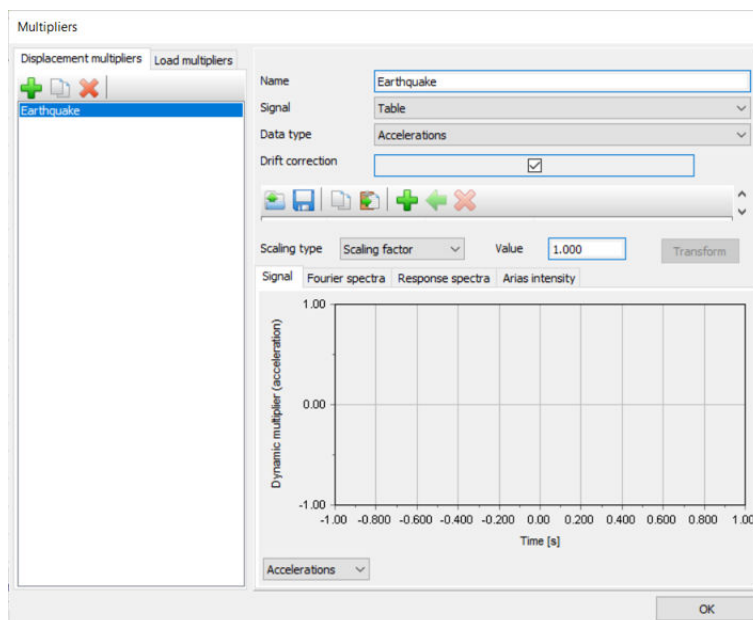 Multipliers
Displacement multipliers Load multipliers
Earthquake
Name Earthquake
Signal Table
Data type Accelerations
Drift correction
Scaling type Scaling factor Value 1.000 Transform
Signal Fourier spectra Response spectra Arias intensity
1.00
0.00
-1.00
Dynamic multiplier (acceleration)
-1.00 -0.800 -0.600 -0.400 -0.200 0.00 0.200 0.400 0.600 0.800 1.00
Time [s]
Accelerations
OK